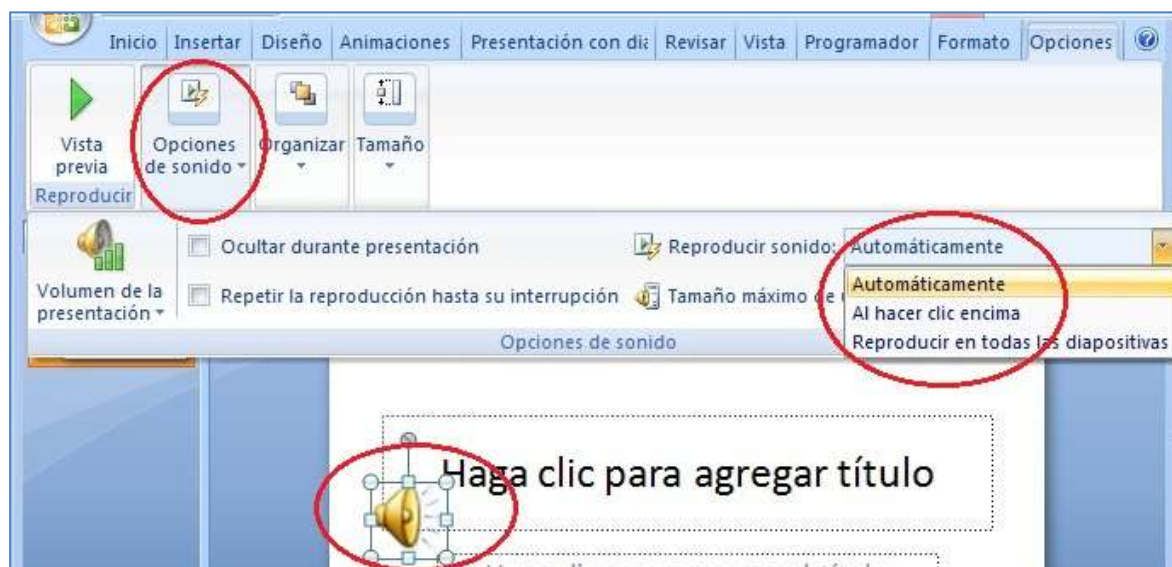 Inicio Insertar Diseño Animaciones Presentación con dia Revisar Vista Programador Formato Opciones
Vista previa
Opciones de sonido
Organizar
Tamaño
Reproducir
Volumen de la presentación
Ocultar durante presentación
Reproducir sonido: Automáticamente
Repetir la reproducción hasta su interrupción
Tamaño máximo de
Automáticamente
Al hacer clic encima
Reproducir en todas las diapositivas
Opciones de sonido
Haga clic para agregar título